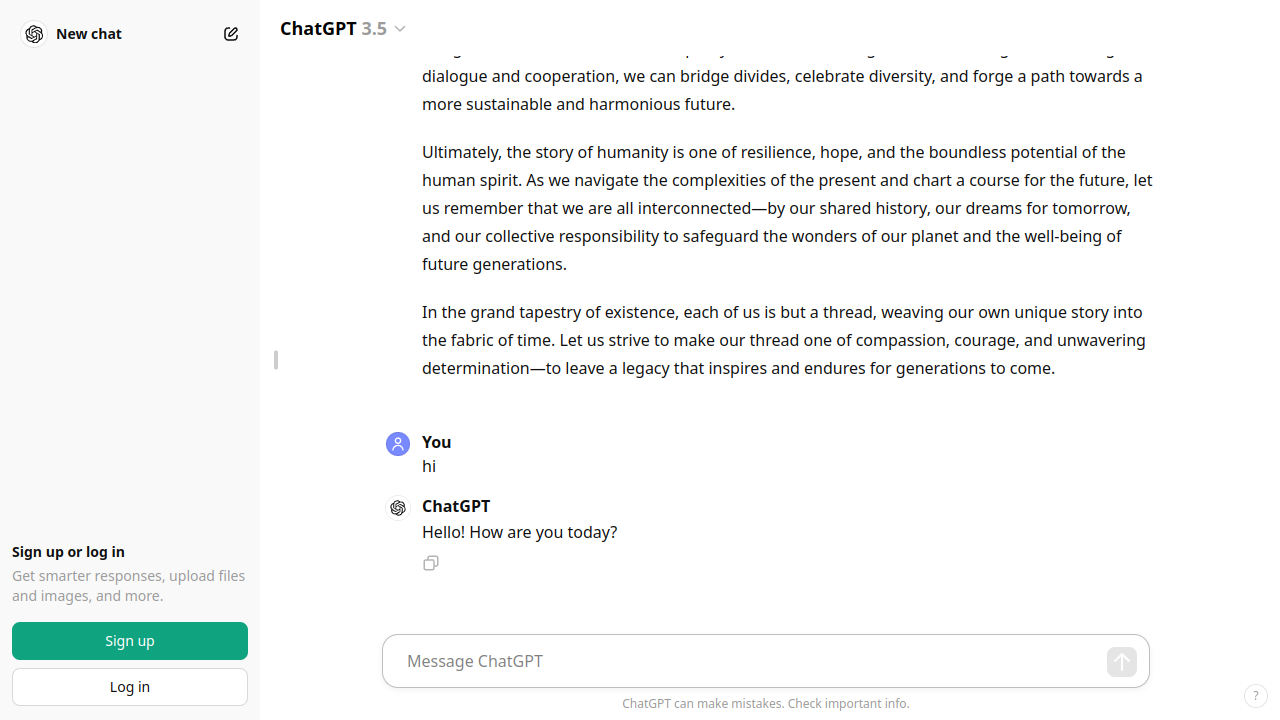 New chat
ChatGPT 3.5
dialogue and cooperation, we can bridge divides, celebrate diversity, and forge a path towards a
more sustainable and harmonious future.
Ultimately, the story of humanity is one of resilience, hope, and the boundless potential of the
human spirit. As we navigate the complexities of the present and chart a course for the future, let
us remember that we are all interconnected—by our shared history, our dreams for tomorrow,
and our collective responsibility to safeguard the wonders of our planet and the well-being of
future generations.
In the grand tapestry of existence, each of us is but a thread, weaving our own unique story into
the fabric of time. Let us strive to make our thread one of compassion, courage, and unwavering
determination—to leave a legacy that inspires and endures for generations to come.
You
hi
ChatGPT
Hello! How are you today?
Sign up or log in
Get smarter responses, upload files
and images, and more.
Sign up
Log in
Message ChatGPT
ChatGPT can make mistakes. Check important info.
?